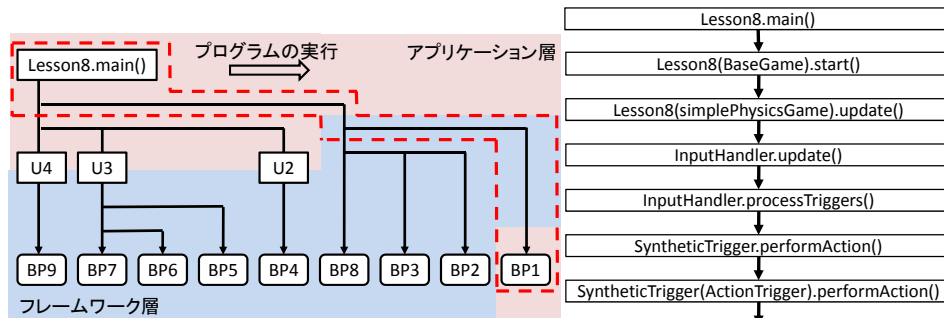 プログラムの実行
アプリケーション層
Lesson8.main()
U4
U3
U2
BP9
BP7
BP6
BP5
BP4
BP8
BP3
BP2
BP1
フレームワーク層
Lesson8.main()
Lesson8(BaseGame).start()
Lesson8(simplePhysicsGame).update()
InputHandler.update()
InputHandler.processTriggers()
SyntheticTrigger.performAction()
SyntheticTrigger(ActionTrigger).performAction()